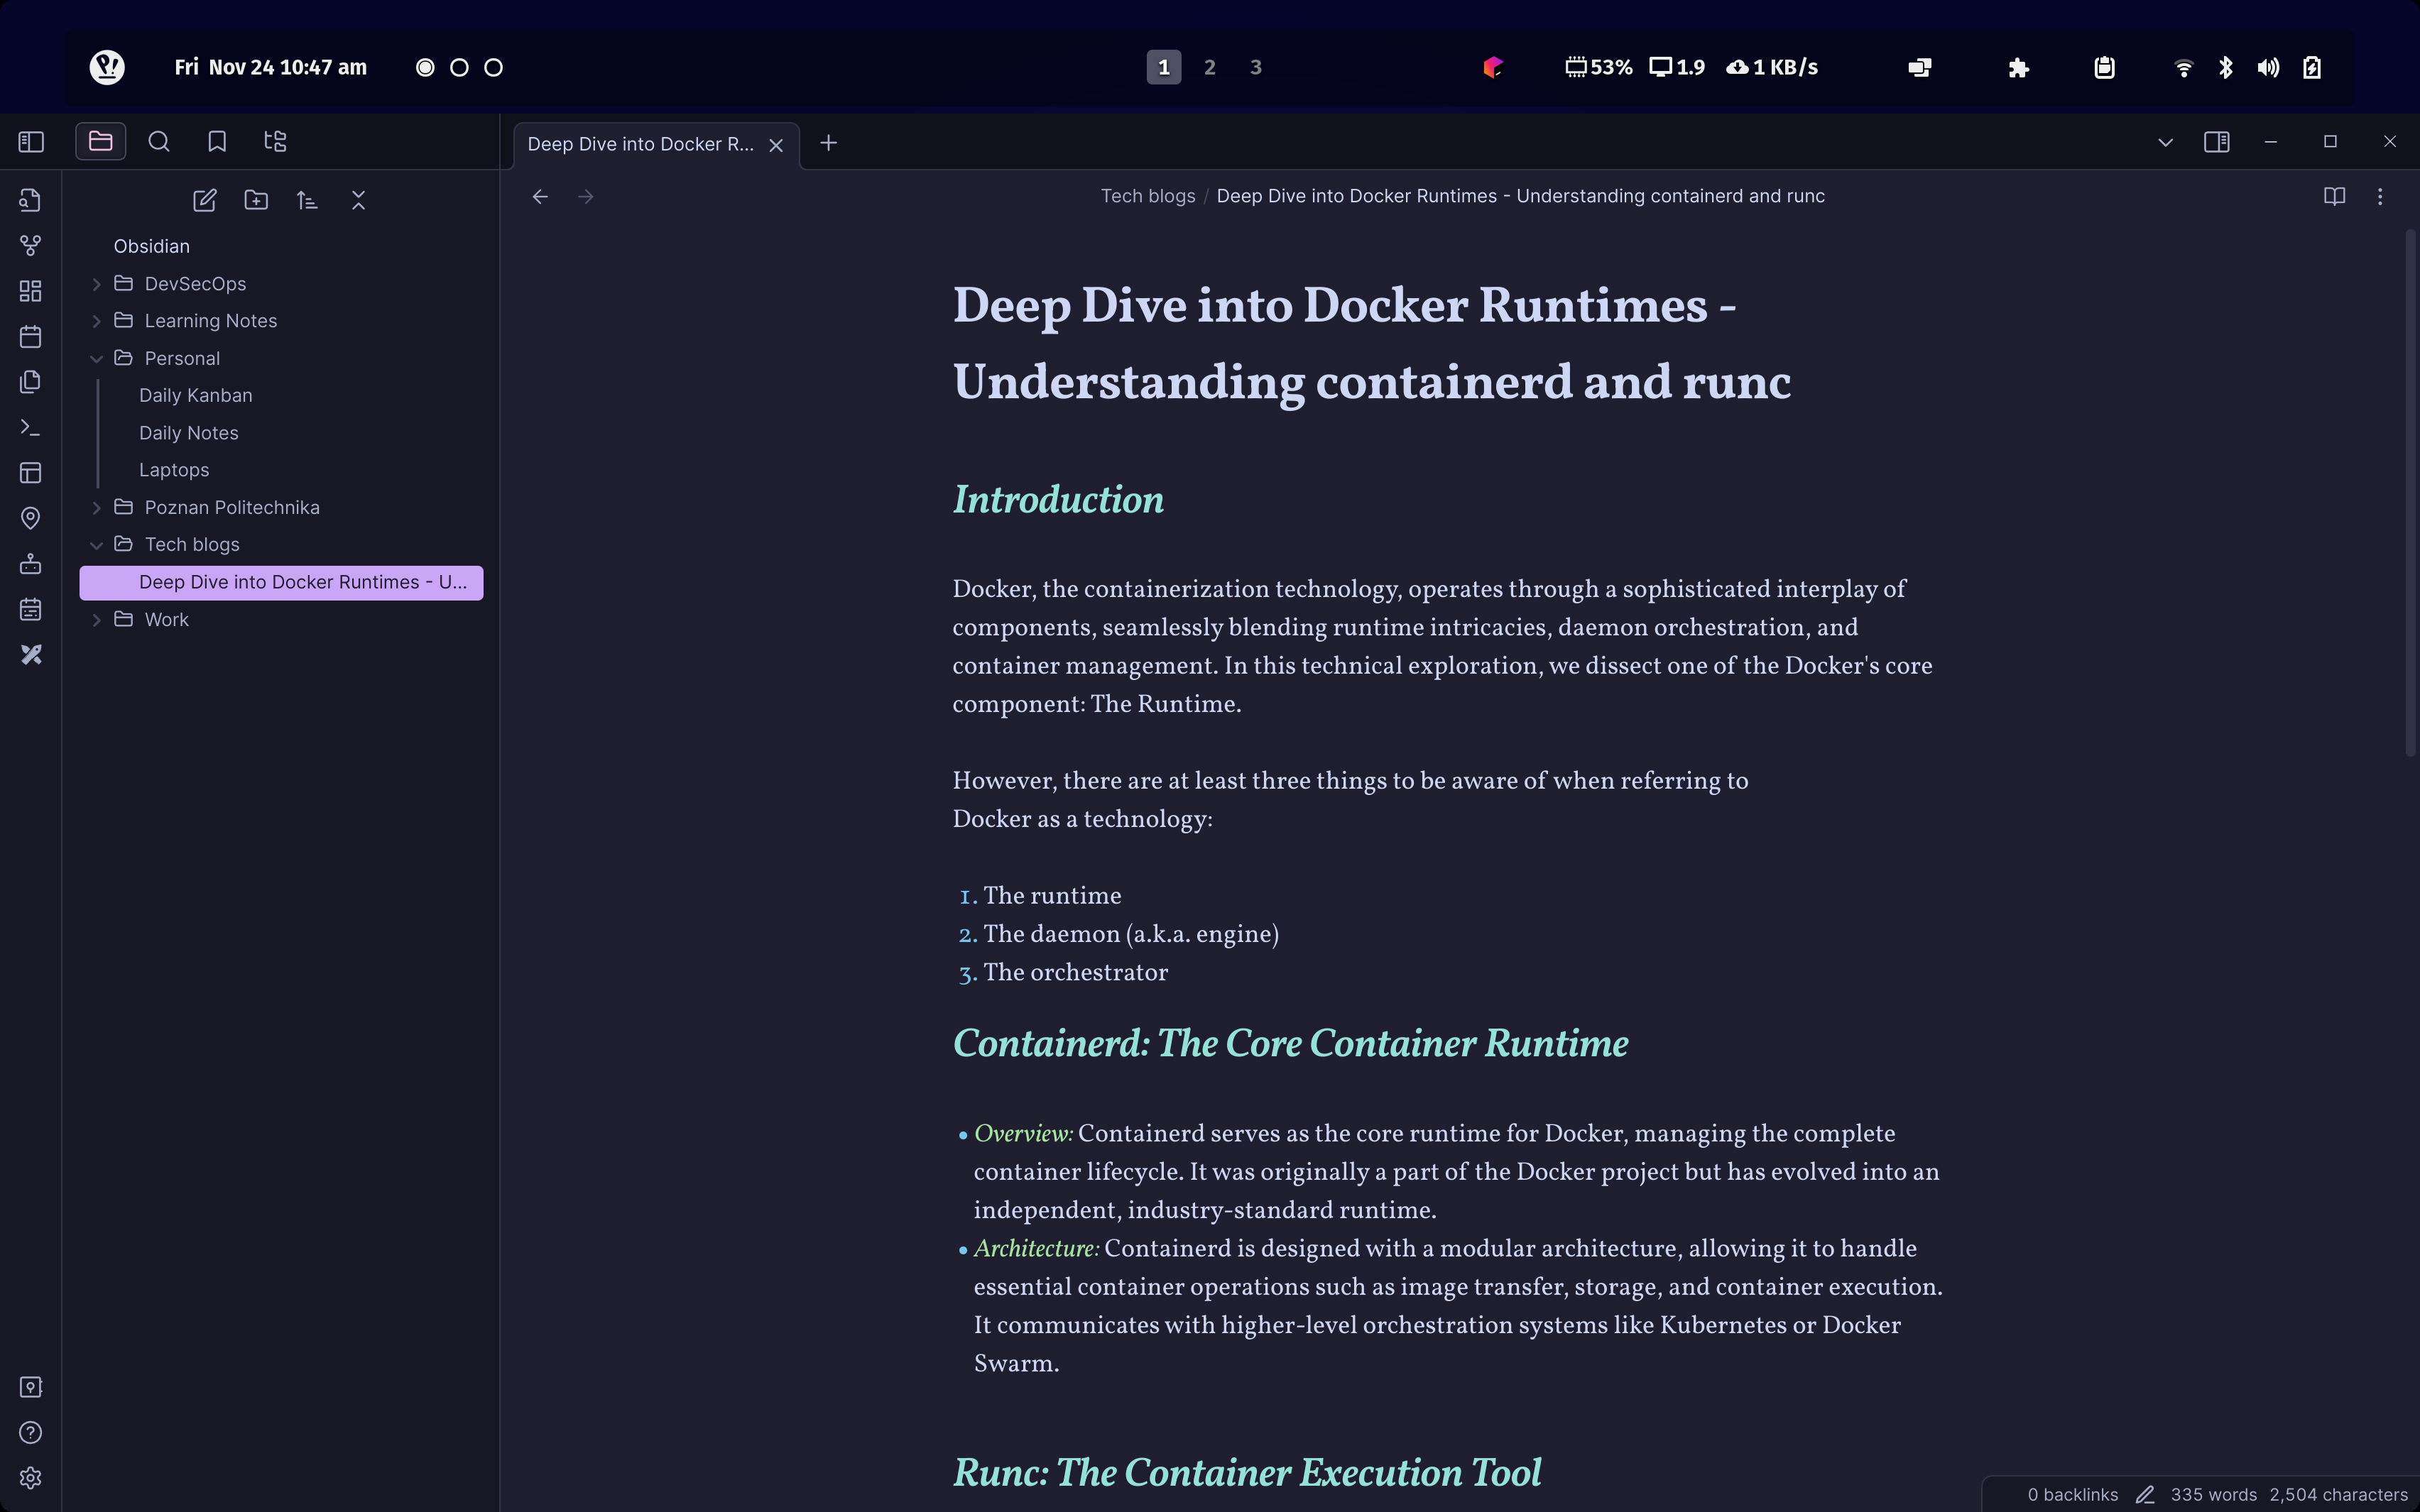 Fri Nov 24 10:47 am
1 2 3
53% 1.9 1 KB/s
Deep Dive into Docker R...
Tech blogs / Deep Dive into Docker Runtimes - Understanding containerd and runc
Obsidian
DevSecOps
Learning Notes
Personal
Daily Kanban
Daily Notes
Laptops
Poznan Politechnika
Tech blogs
Deep Dive into Docker Runtimes - U...
Work
Deep Dive into Docker Runtimes -
Understanding containerd and runc
Introduction
Docker, the containerization technology, operates through a sophisticated interplay of
components, seamlessly blending runtime intricacies, daemon orchestration, and
container management. In this technical exploration, we dissect one of the Docker's core
component: The Runtime.
However, there are at least three things to be aware of when referring to
Docker as a technology:
1. The runtime
2. The daemon (a.k.a. engine)
3. The orchestrator
Containerd: The Core Container Runtime
• Overview: Containerd serves as the core runtime for Docker, managing the complete
container lifecycle. It was originally a part of the Docker project but has evolved into an
independent, industry-standard runtime.
• Architecture: Containerd is designed with a modular architecture, allowing it to handle
essential container operations such as image transfer, storage, and container execution.
It communicates with higher-level orchestration systems like Kubernetes or Docker
Swarm.
Runc: The Container Execution Tool
0 backlinks 335 words 2,504 characters